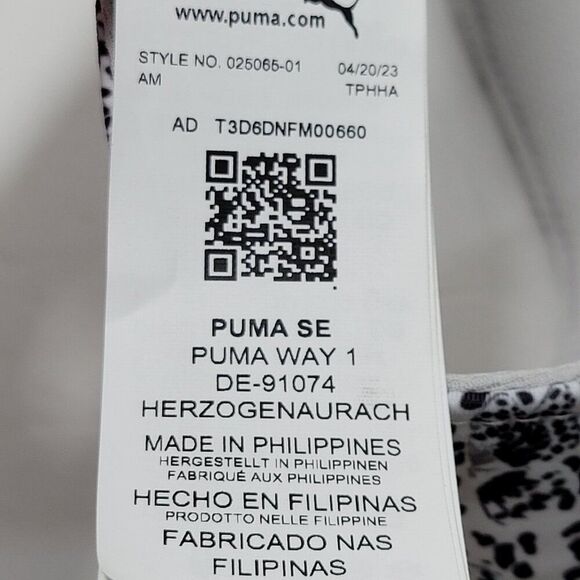 www.puma.com
STYLE NO. 025065-01 04/20/23
AM TPHHA
AD T3D6DNFM00660
PUMA SE
PUMA WAY 1
DE-91074
HERZOGENAURACH
MADE IN PHILIPPINES
HERGESTELLT IN PHILIPPINEN
FABRIQUÉ AUX PHILIPPINES
HECHO EN FILIPINAS
PRODOTTO NELLE FILIPPINE
FABRICADO NAS
FILIPINAS